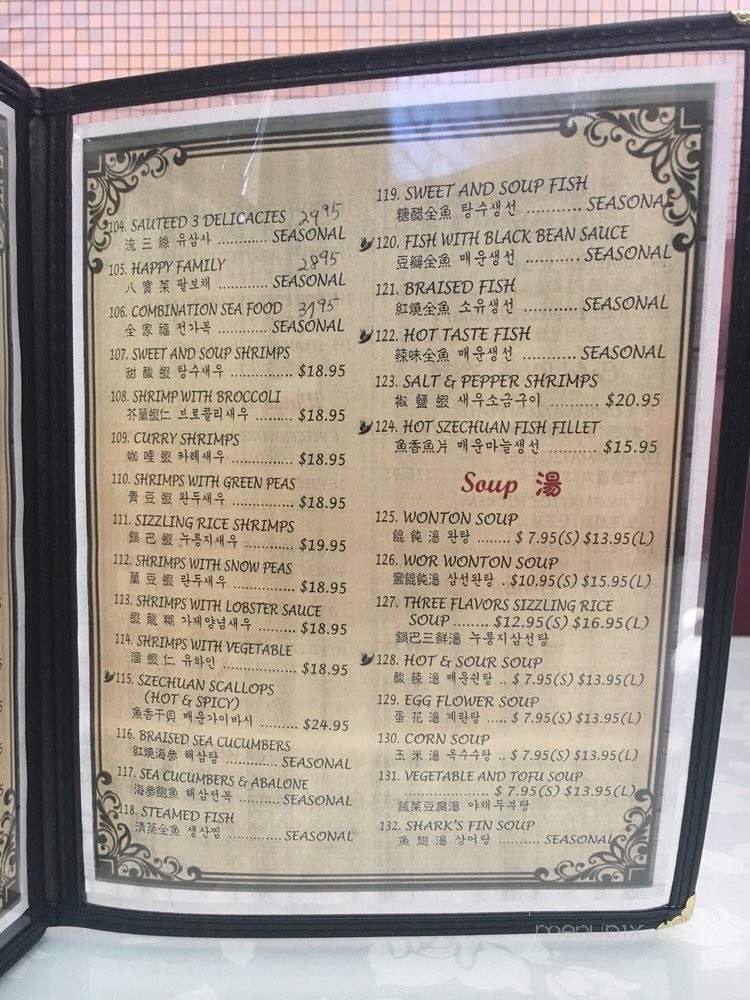 104. SAUTEED 3 DELICACIES 2995
流三絲 유삼사 ............ SEASONAL
105. HAPPY FAMILY 2895
八寶菜 팔보채 ............ SEASONAL
106. COMBINATION SEA FOOD 3795
全家福 전가복 ............ SEASONAL
107. SWEET AND SOUP SHRIMPS
甜酸蝦 탕수새우 ............... $18.95
108. SHRIMP WITH BROCCOLI
芥蘭蝦仁 브로콜리새우 ......... $18.95
109. CURRY SHRIMPS
咖哩蝦 카레새우 ............... $18.95
110. SHRIMPS WITH GREEN PEAS
青豆蝦 완두새우 ............... $18.95
111. SIZZLING RICE SHRIMPS
鍋巴蝦 누룽지새우 ............. $19.95
112. SHRIMPS WITH SNOW PEAS
蘭豆蝦 란두새우 ............... $18.95
113. SHRIMPS WITH LOBSTER SAUCE
蝦龍糊 가재양념새우 ......... $18.95
114. SHRIMPS WITH VEGETABLE
溜蝦仁 유하인 ................. $18.95
115. SZECHUAN SCALLOPS
(HOT & SPICY)
魚香干貝 매운가이바시 ......... $24.95
116. BRAISED SEA CUCUMBERS
紅燒海參 해삼탕 ............. SEASONAL
117. SEA CUCUMBERS & ABALONE
海參鮑魚 해삼전복 ........... SEASONAL
118. STEAMED FISH
清蒸全魚 생선찜 ............. SEASONAL
119. SWEET AND SOUP FISH
糖醋全魚 탕수생선 ........... SEASONAL
120. FISH WITH BLACK BEAN SAUCE
豆瓣全魚 매운생선 ........... SEASONAL
121. BRAISED FISH
紅燒全魚 소유생선 ........... SEASONAL
122. HOT TASTE FISH
辣味全魚 매운생선 ........... SEASONAL
123. SALT & PEPPER SHRIMPS
椒鹽蝦 새우소금구이 .......... $20.95
124. HOT SZECHUAN FISH FILLET
魚香魚片 매운마늘생선 .......... $15.95
Soup 湯
125. WONTON SOUP
餛飩湯 완탕 ........ $ 7.95(S) $13.95(L)
126. WOR WONTON SOUP
窩餛飩湯 삼선완탕 . $10.95(S) $15.95(L)
127. THREE FLAVORS SIZZLING RICE
SOUP ........ $12.95(S) $16.95(L)
鍋巴三鮮湯 누룽지삼선탕
128. HOT & SOUR SOUP
酸辣湯 매운쉰탕 .. $ 7.95(S) $13.95(L)
129. EGG FLOWER SOUP
蛋花湯 계란탕 ..... $ 7.95(S) $13.95(L)
130. CORN SOUP
玉米湯 옥수수탕 .. $ 7.95(S) $13.95(L)
131. VEGETABLE AND TOFU SOUP
...................... $ 7.95(S) $13.95(L)
蔬菜豆腐湯 야채두부탕
132. SHARK'S FIN SOUP
魚翅湯 상어탕 .......... SEASONAL
menupix